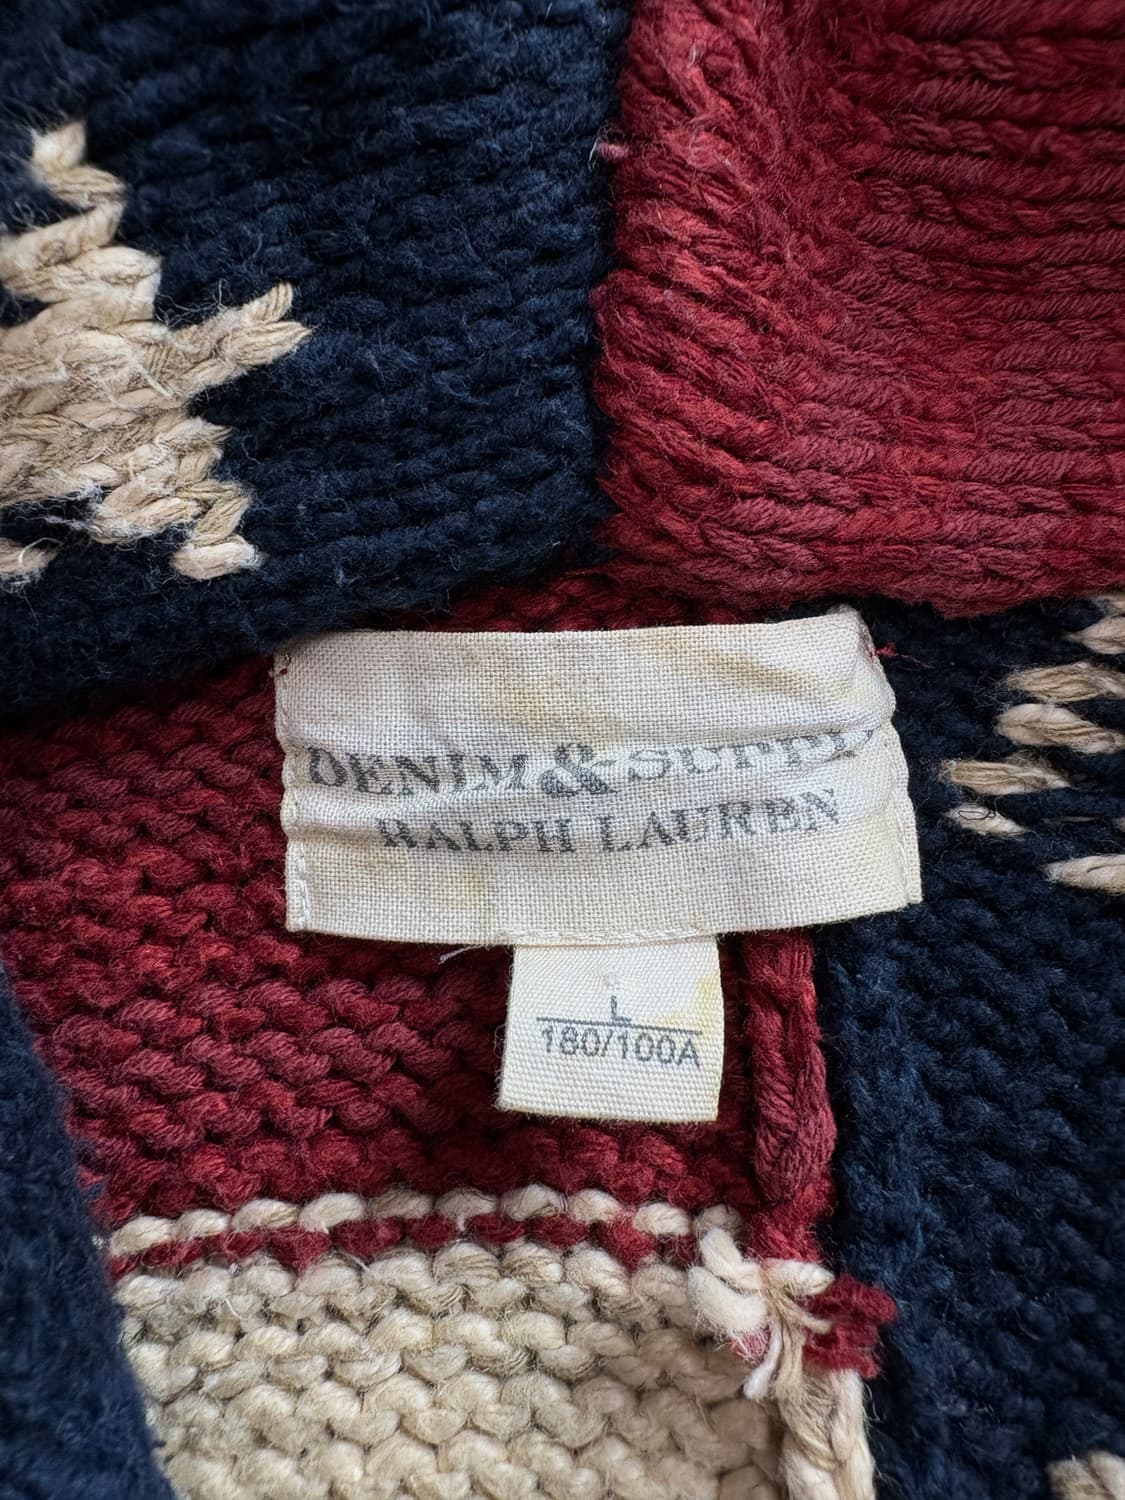 DENIM & SUPPLY
RALPH LAUREN
L
180/100A